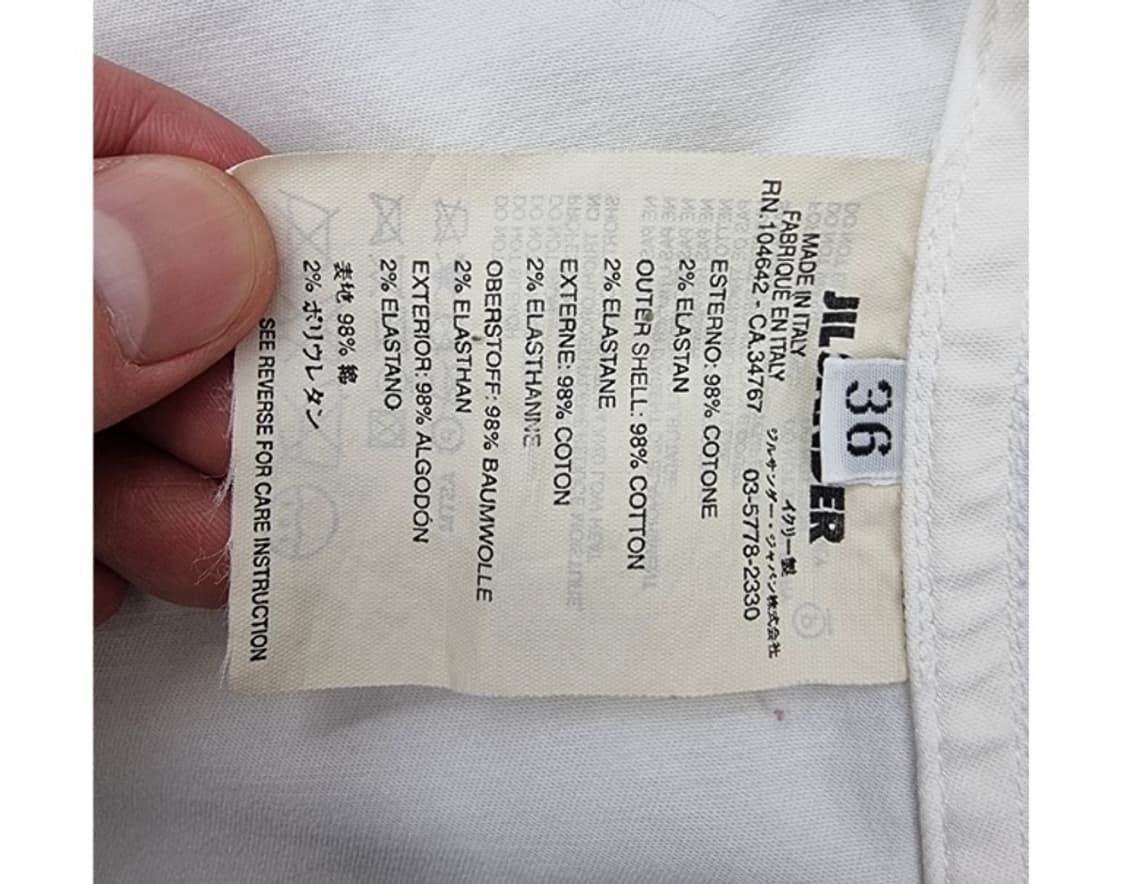 JIL SANDER
36
MADE IN ITALY
FABRIQUE EN ITALY
イタリー製
RN.104642 - CA.34767
ジルサンダー・ジャパン株式会社
03-5778-2330
ESTERNO: 98% COTONE
2% ELASTAN
OUTER SHELL: 98% COTTON
2% ELASTANE
EXTERNE: 98% COTON
2% ELASTHANNE
OBERSTOFF: 98% BAUMWOLLE
2% ELASTHAN
EXTERIOR: 98% ALGODÓN
2% ELASTANO
表地 98% 綿
2% ポリウレタン
SEE REVERSE FOR CARE INSTRUCTION